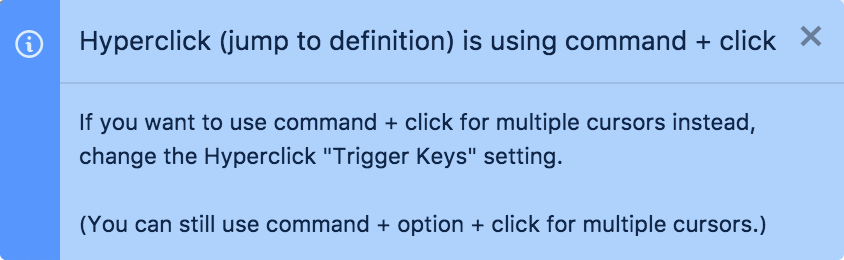 Hyperclick (jump to definition) is using command + click
If you want to use command + click for multiple cursors instead,
change the Hyperclick "Trigger Keys" setting.
(You can still use command + option + click for multiple cursors.)